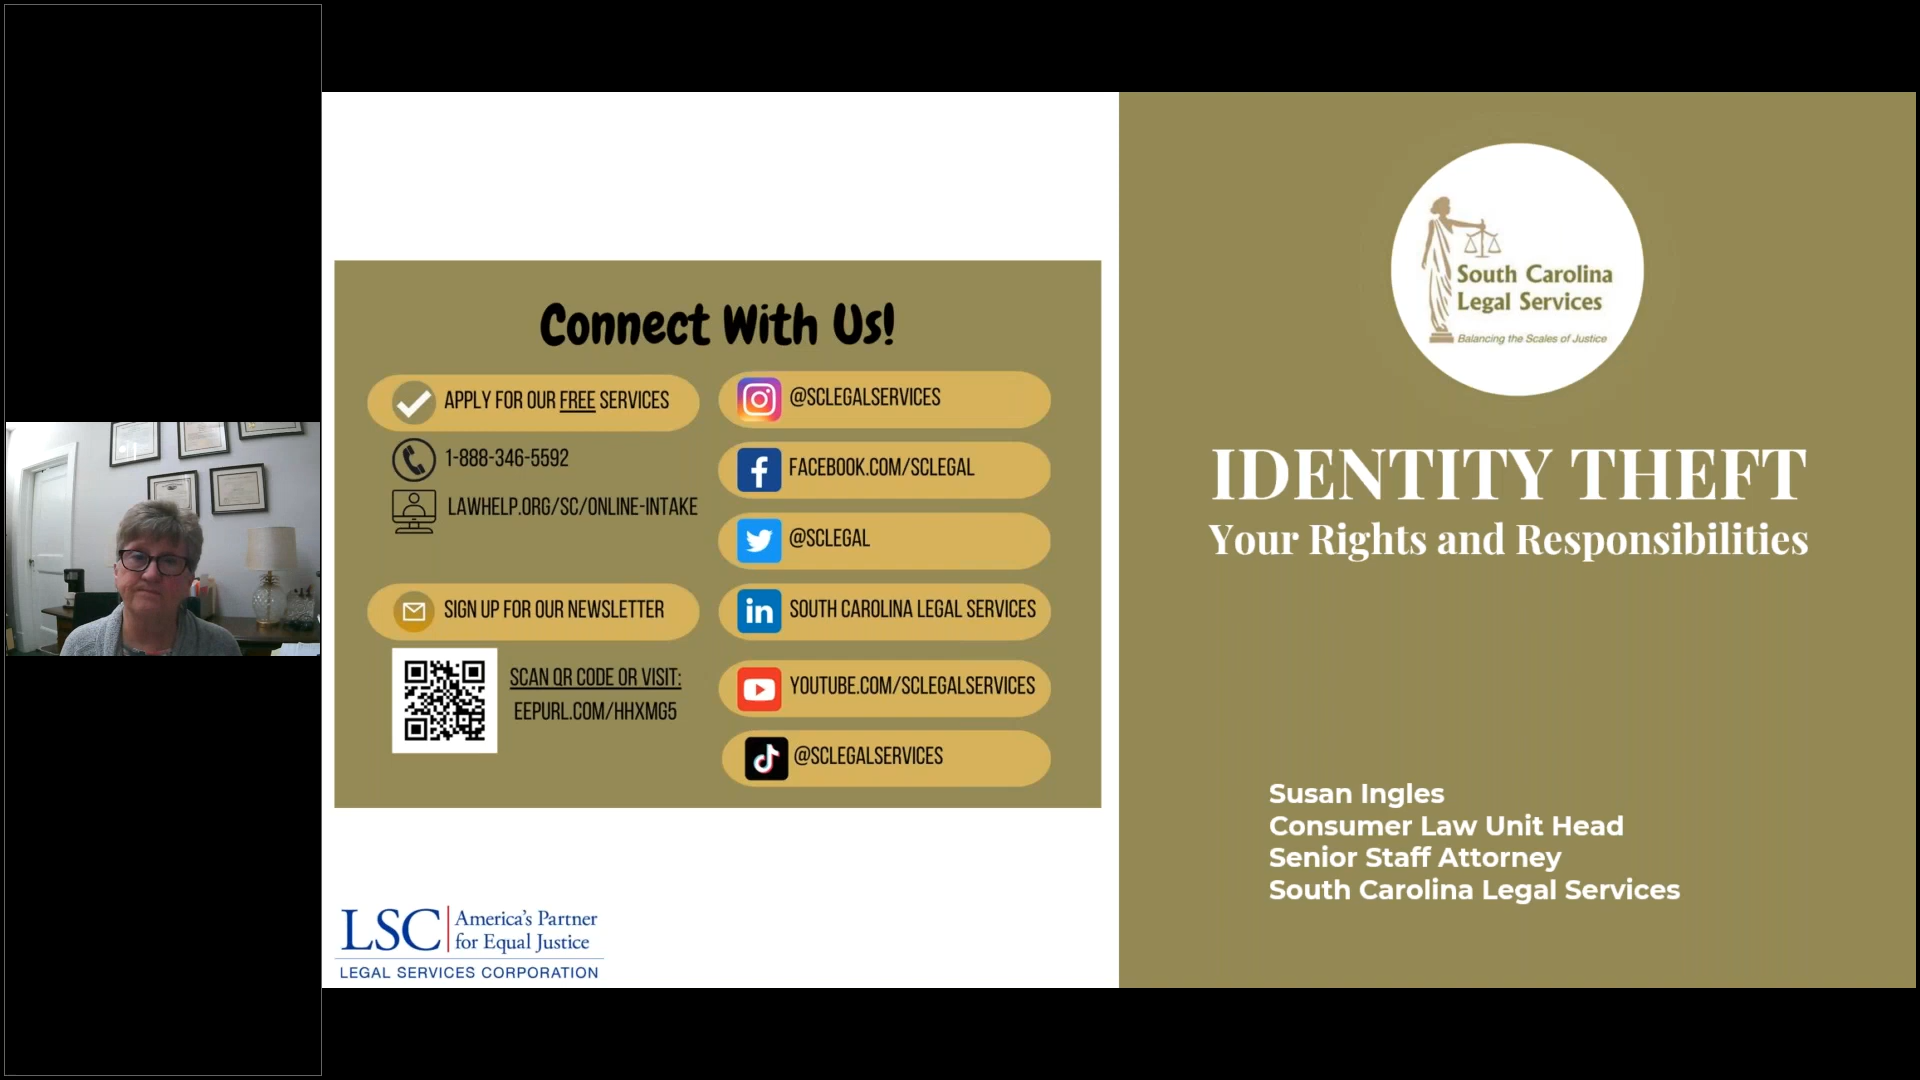 Connect With Us!
APPLY FOR OUR FREE SERVICES
1-888-346-5592
LAWHELP.ORG/SC/ONLINE-INTAKE
SIGN UP FOR OUR NEWSLETTER
SCAN QR CODE OR VISIT:
EEPURL.COM/HHXMG5
@SCLEGALSERVICES
FACEBOOK.COM/SCLEGAL
@SCLEGAL
in
SOUTH CAROLINA LEGAL SERVICES
YOUTUBE.COM/SCLEGALSERVICES
@SCLEGALSERVICES
LSC
America's Partner
for Equal Justice
LEGAL SERVICES CORPORATION
South Carolina
Legal Services
Balancing the Scales of Justice
IDENTITY THEFT
Your Rights and Responsibilities
Susan Ingles
Consumer Law Unit Head
Senior Staff Attorney
South Carolina Legal Services